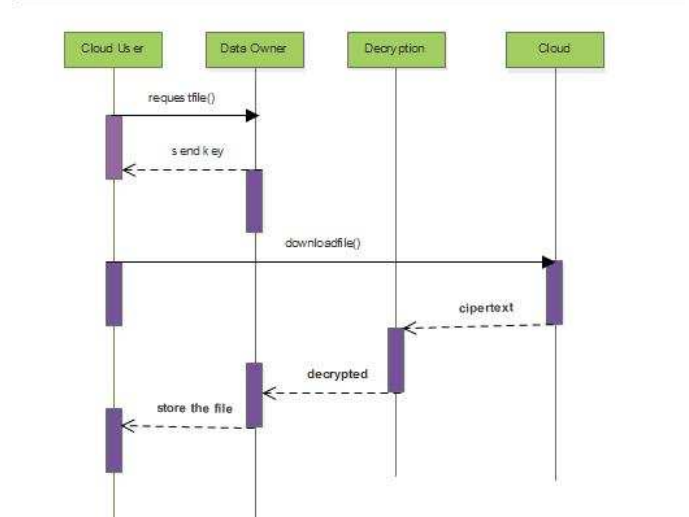 Cloud User
Data Owner
Decryption
Cloud
requestfile()
send key
downloadfile()
cipertext
decrypted
store the file